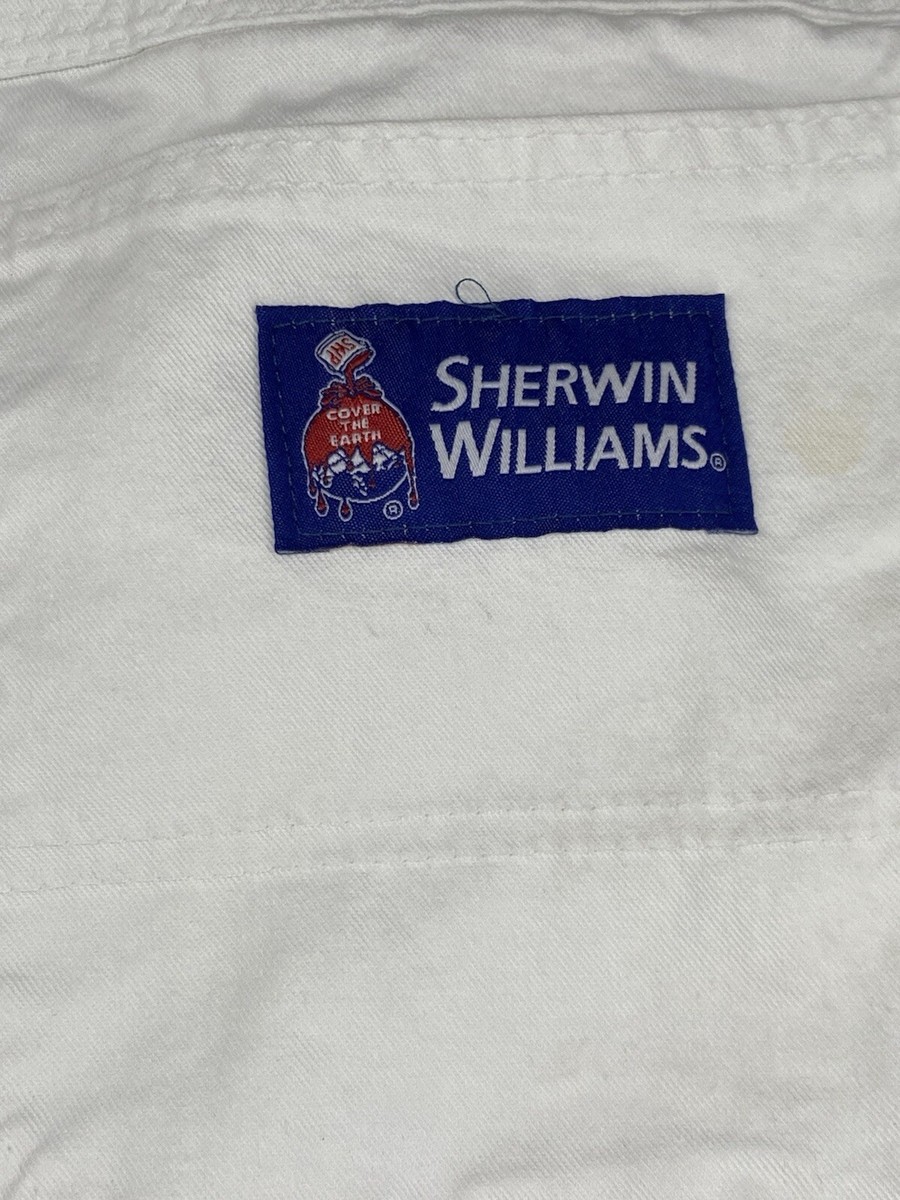 SWP
COVER
THE
EARTH
®
SHERWIN
WILLIAMS®